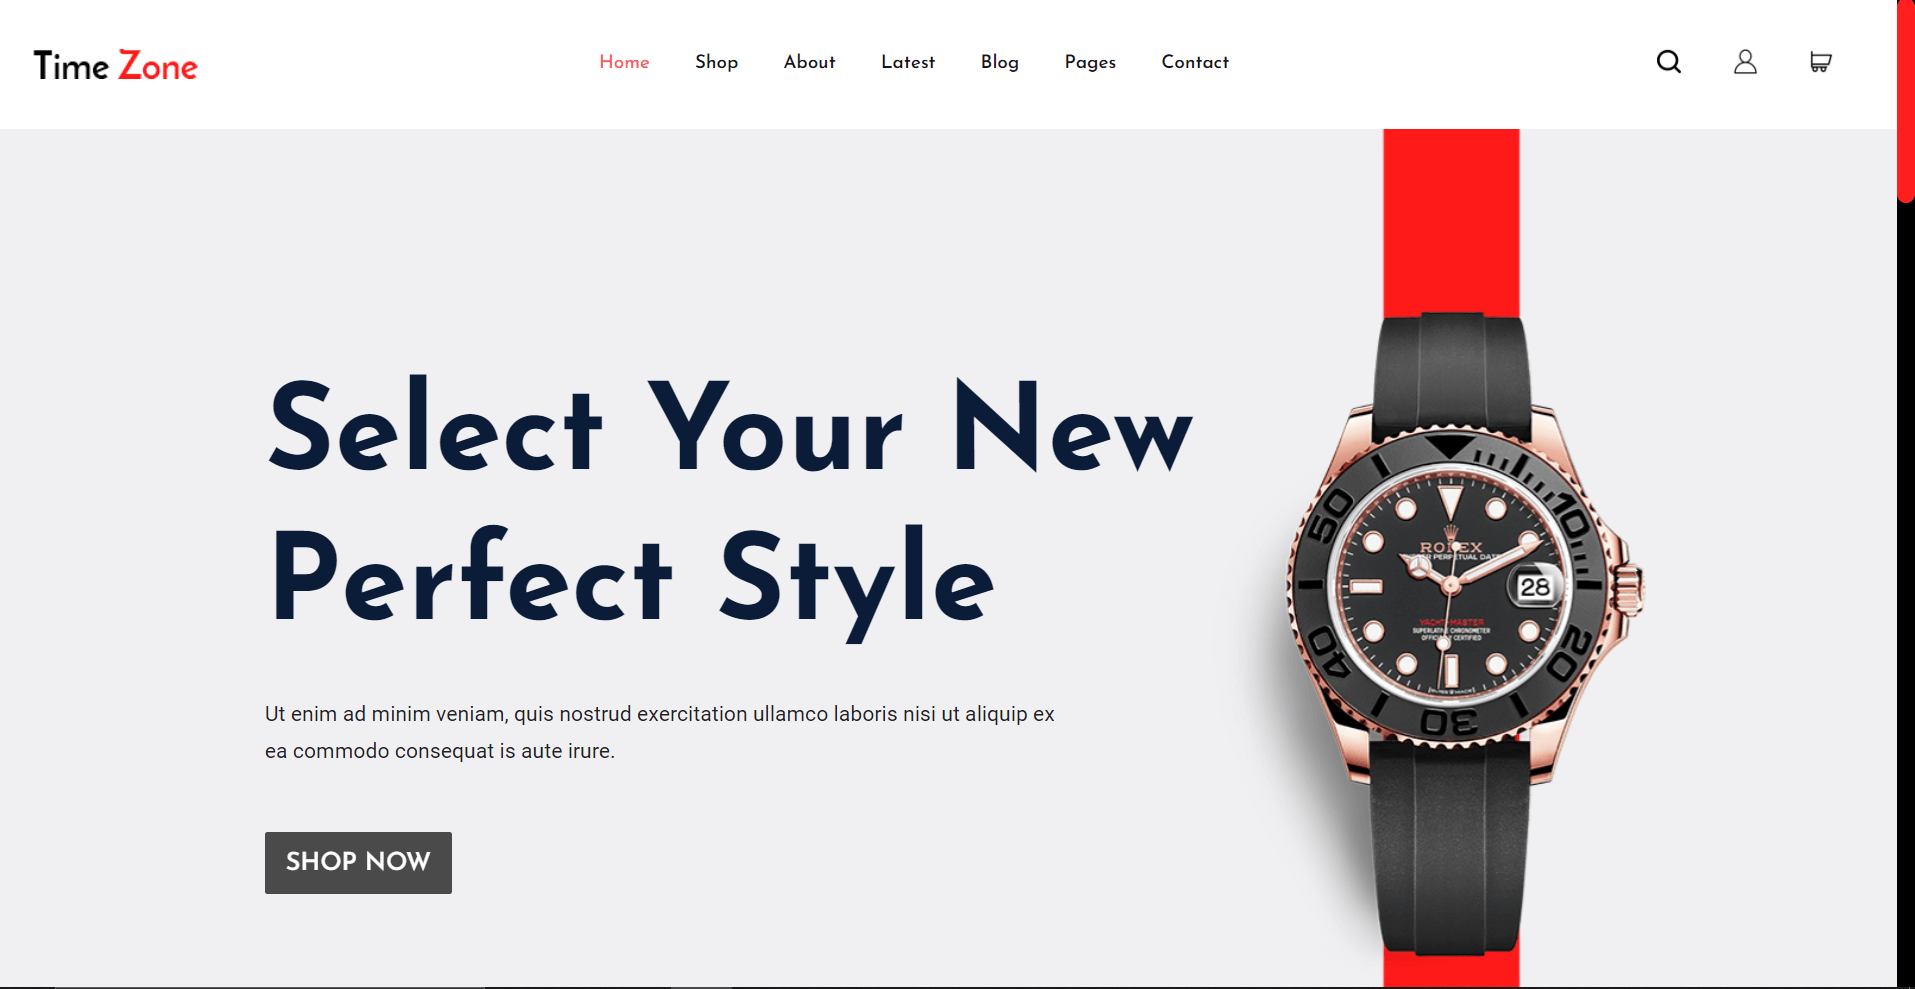 Time Zone
Home Shop About Latest Blog Pages Contact
Select Your New
Perfect Style
Ut enim ad minim veniam, quis nostrud exercitation ullamco laboris nisi ut aliquip ex
ea commodo consequat is aute irure.
SHOP NOW
10
20
30
40
50
ROLEX
PERPETUAL DATE
28
YACHT-MASTER
SUPERLATIVE CHRONOMETER
OFFICIALLY CERTIFIED